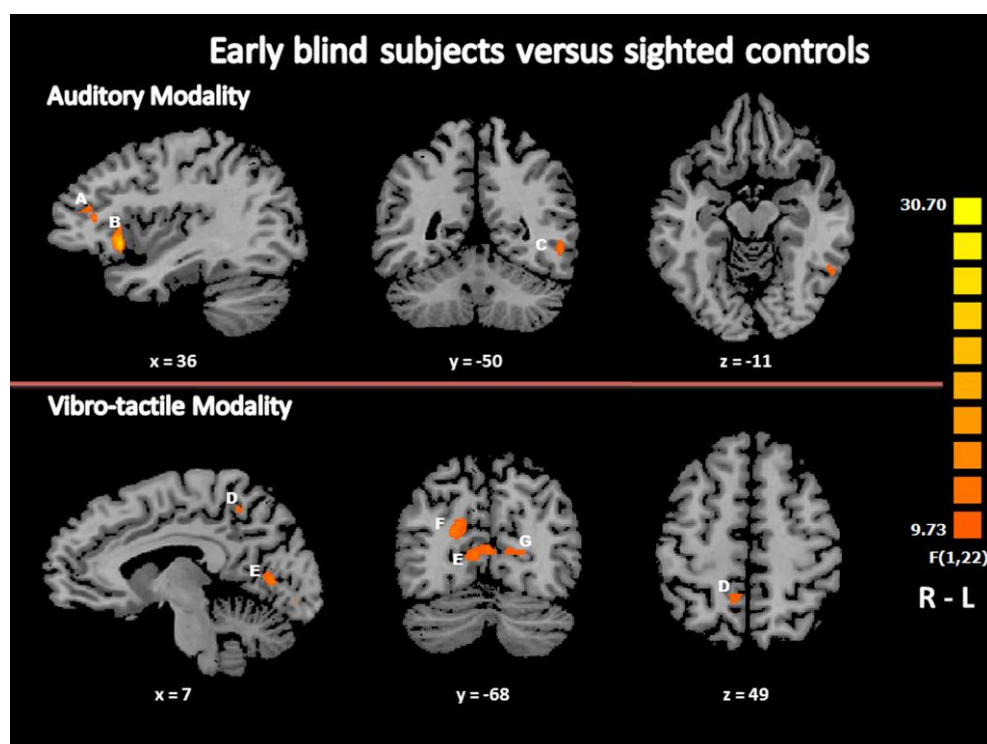 Early blind subjects versus sighted controls
Auditory Modality
A
B
C
x = 36
y = -50
z = -11
30.70
9.73
F(1,22)
R - L
Vibro-tactile Modality
D
E
F
E
G
D
x = 7
y = -68
z = 49